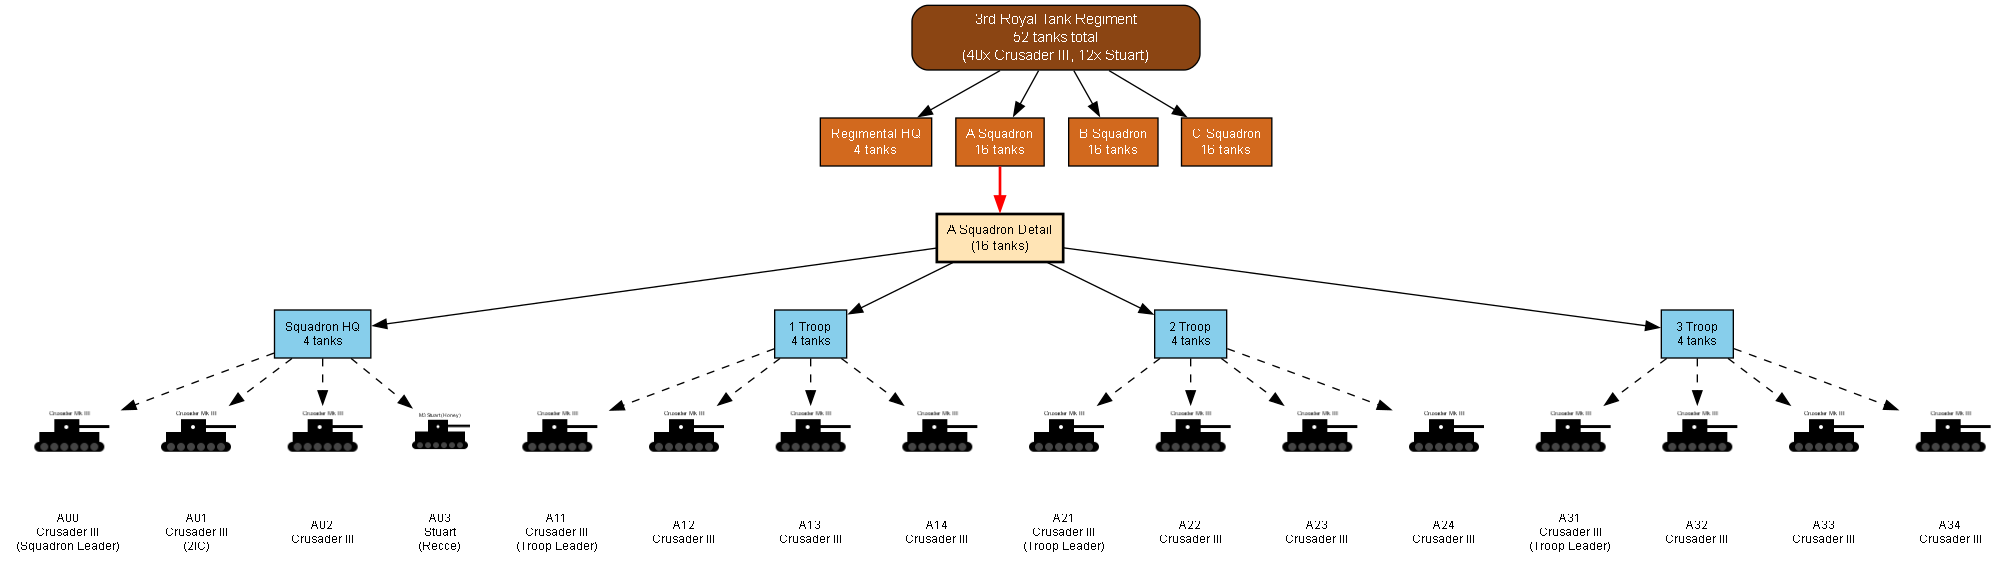 3rd Royal Tank Regiment
52 tanks total
(40x Crusader III, 12x Stuart)
Regimental HQ
4 tanks
A Squadron
16 tanks
B Squadron
16 tanks
C Squadron
16 tanks
A Squadron Detail
(16 tanks)
Squadron HQ
4 tanks
1 Troop
4 tanks
2 Troop
4 tanks
3 Troop
4 tanks
Crusader Mk III
Crusader Mk III
Crusader Mk III
M3 Stuart (Honey)
Crusader Mk III
Crusader Mk III
Crusader Mk III
Crusader Mk III
Crusader Mk III
Crusader Mk III
Crusader Mk III
Crusader Mk III
Crusader Mk III
Crusader Mk III
Crusader Mk III
Crusader Mk III
A00
Crusader III
(Squadron Leader)
A01
Crusader III
(2IC)
A02
Crusader III
A03
Stuart
(Recce)
A11
Crusader III
(Troop Leader)
A12
Crusader III
A13
Crusader III
A14
Crusader III
A21
Crusader III
(Troop Leader)
A22
Crusader III
A23
Crusader III
A24
Crusader III
A31
Crusader III
(Troop Leader)
A32
Crusader III
A33
Crusader III
A34
Crusader III